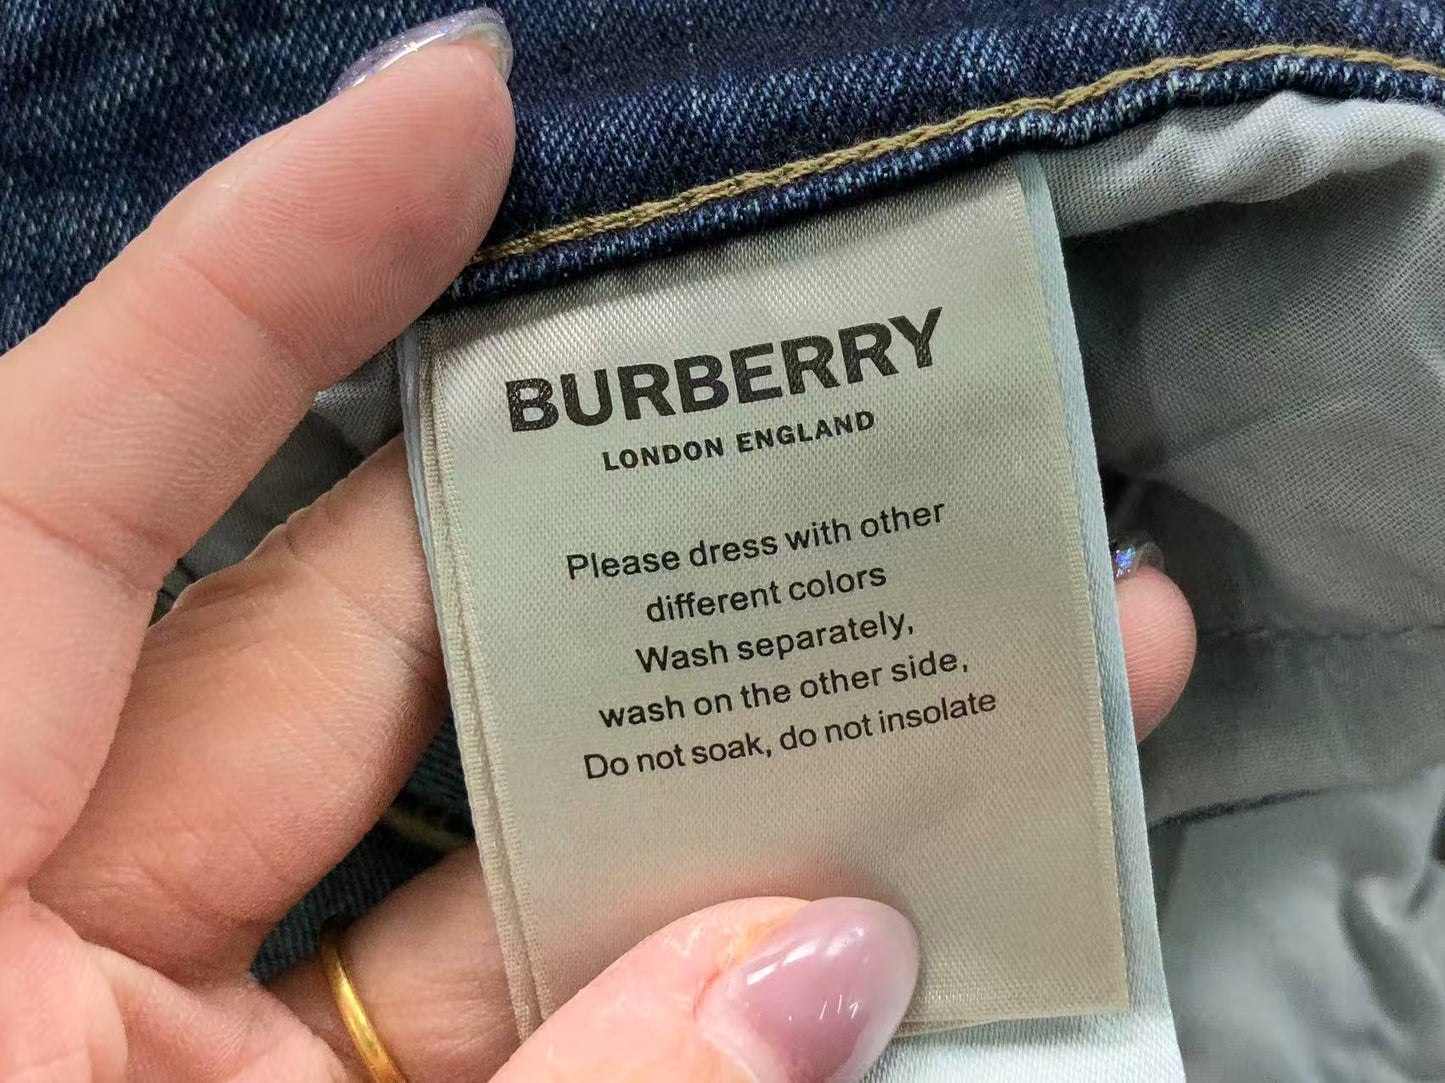 BURBERRY
LONDON ENGLAND
Please dress with other
different colors
Wash separately,
wash on the other side,
Do not soak, do not insolate